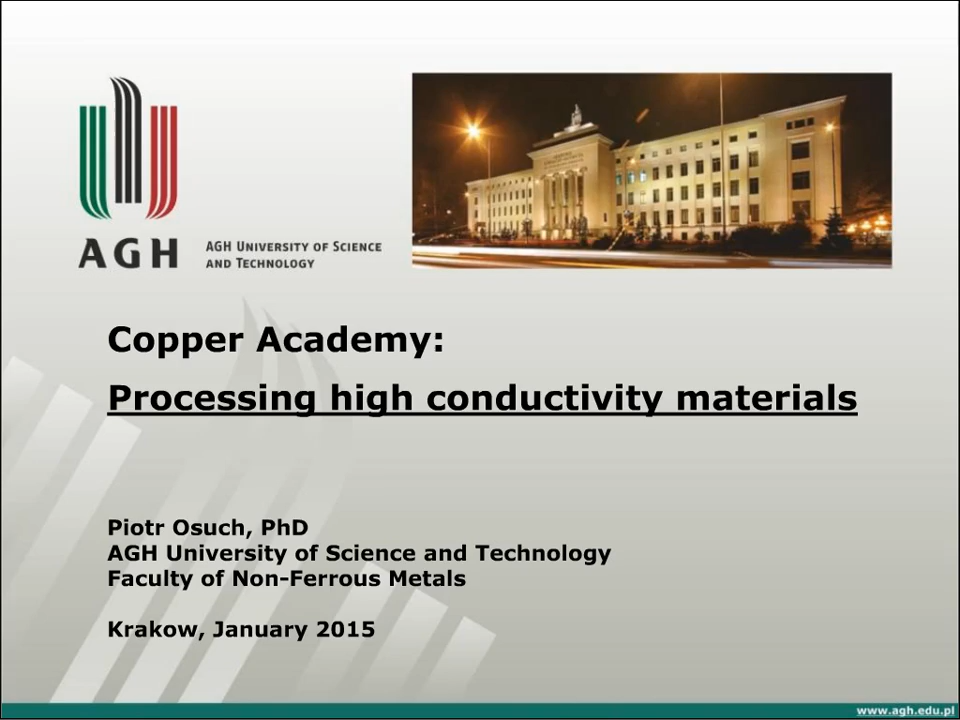 AGH
AGH UNIVERSITY OF SCIENCE
AND TECHNOLOGY
Copper Academy:
Processing high conductivity materials
Piotr Osuch, PhD
AGH University of Science and Technology
Faculty of Non-Ferrous Metals
Krakow, January 2015
www.agh.edu.pl